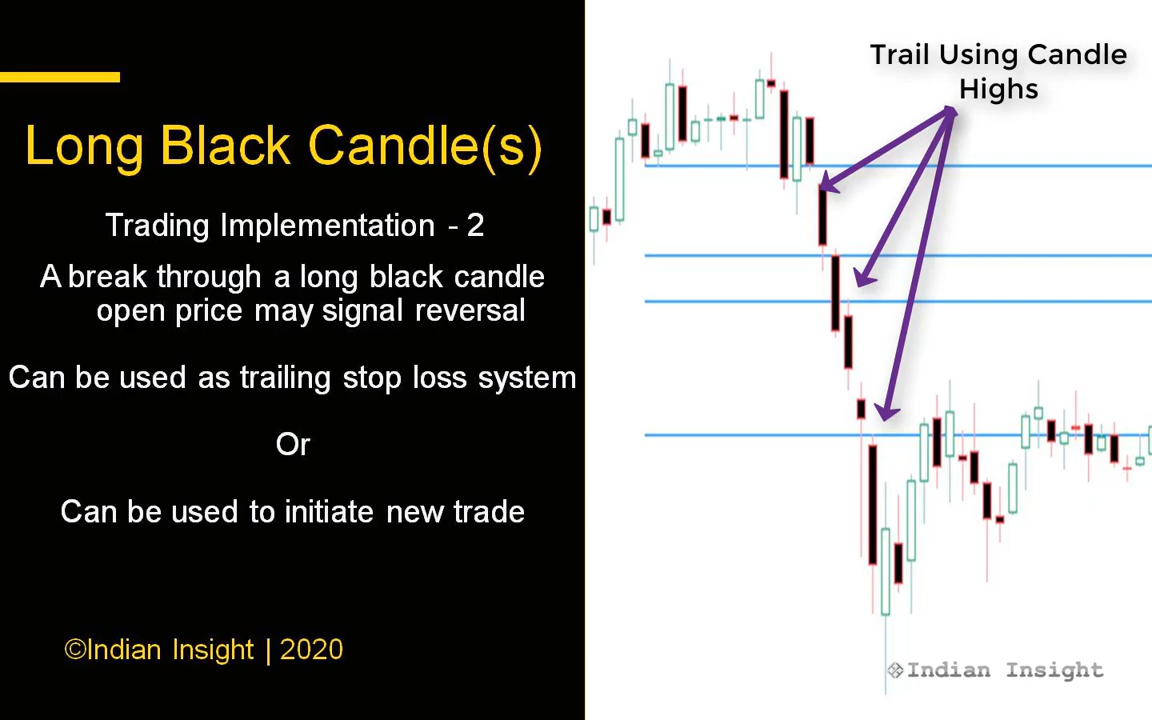 Long Black Candle(s)
Trading Implementation - 2
A break through a long black candle
open price may signal reversal
Can be used as trailing stop loss system
Or
Can be used to initiate new trade
©Indian Insight | 2020
Trail Using Candle
Highs
Indian Insight